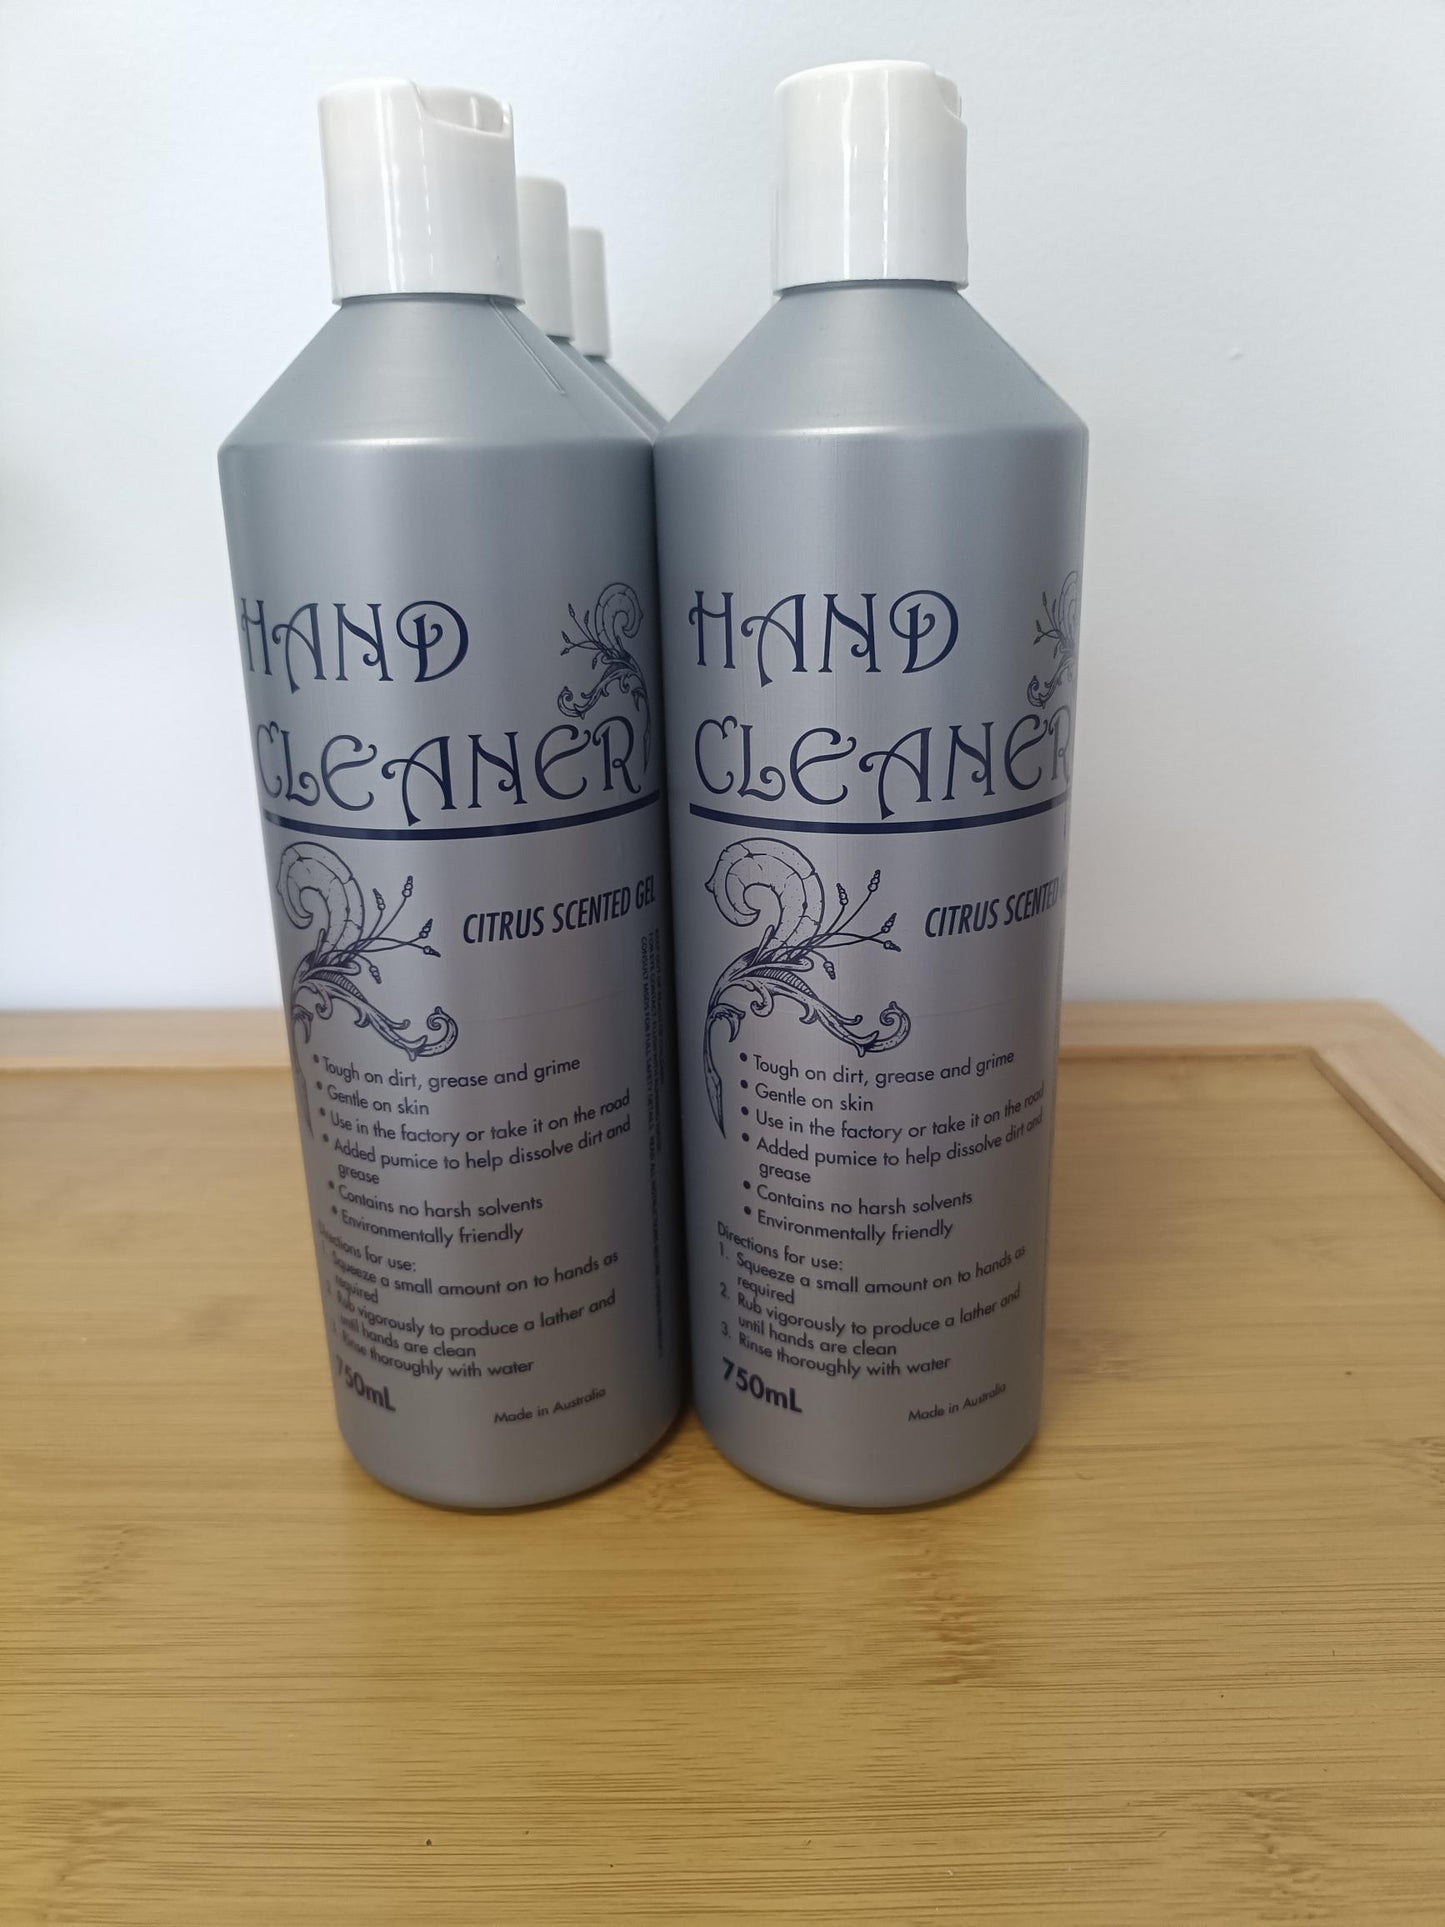 HAND
CLEANER
CITRUS SCENTED GEL
• Tough on dirt, grease and grime
• Gentle on skin
• Use in the factory or take it on the road
• Added pumice to help dissolve dirt and
grease
• Contains no harsh solvents
• Environmentally friendly
Directions for use:
1. Squeeze a small amount on to hands as
required
2. Rub vigorously to produce a lather and
until hands are clean
3. Rinse thoroughly with water
750mL
Made in Australia
HAND
CLEANER
CITRUS SCENTED
• Tough on dirt, grease and grime
• Gentle on skin
• Use in the factory or take it on the road
• Added pumice to help dissolve dirt and
grease
• Contains no harsh solvents
• Environmentally friendly
Directions for use:
1. Squeeze a small amount on to hands as
required
2. Rub vigorously to produce a lather and
until hands are clean
3. Rinse thoroughly with water
750mL
Made in Australia